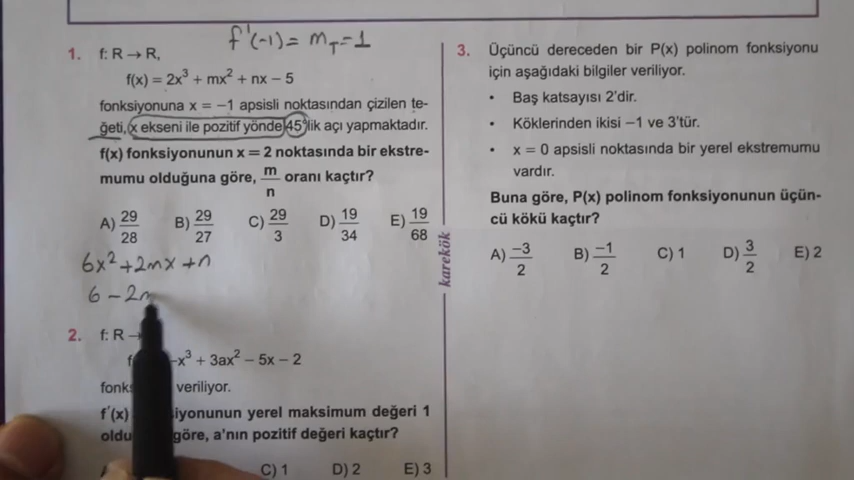 f'(-1) = m_T = 1
1. f: R → R,
f(x) = 2x³ + mx² + nx – 5
fonksiyonuna x = –1 apsisli noktasından çizilen te-
ğeti, x ekseni ile pozitif yönde 45°lik açı yapmaktadır.
f(x) fonksiyonunun x = 2 noktasında bir ekstre-
mumu olduğuna göre, m/n oranı kaçtır?
A) 29/28 B) 29/27 C) 29/3 D) 19/34 E) 19/68
6x² + 2mx + n
6 – 2m
2. f: R →
x³ + 3ax² – 5x – 2
veriliyor.
f'(x) yerel maksimum değeri 1
göre, a'nın pozitif değeri kaçtır?
C) 1 D) 2 E) 3
karekök
3. Üçüncü dereceden bir P(x) polinom fonksiyonu
için aşağıdaki bilgiler veriliyor.
• Baş katsayısı 2'dir.
• Köklerinden ikisi –1 ve 3'tür.
• x = 0 apsisli noktasında bir yerel ekstremumu
vardır.
Buna göre, P(x) polinom fonksiyonunun üçün-
cü kökü kaçtır?
A) –3/2 B) –1/2 C) 1 D) 3/2 E) 2